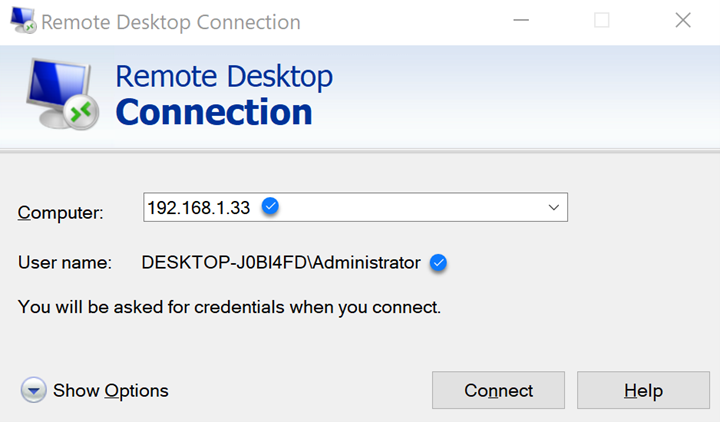 Remote Desktop Connection
Remote Desktop
Connection
Computer: 192.168.1.33
User name: DESKTOP-J0BI4FD\Administrator
You will be asked for credentials when you connect.
Show Options Connect Help